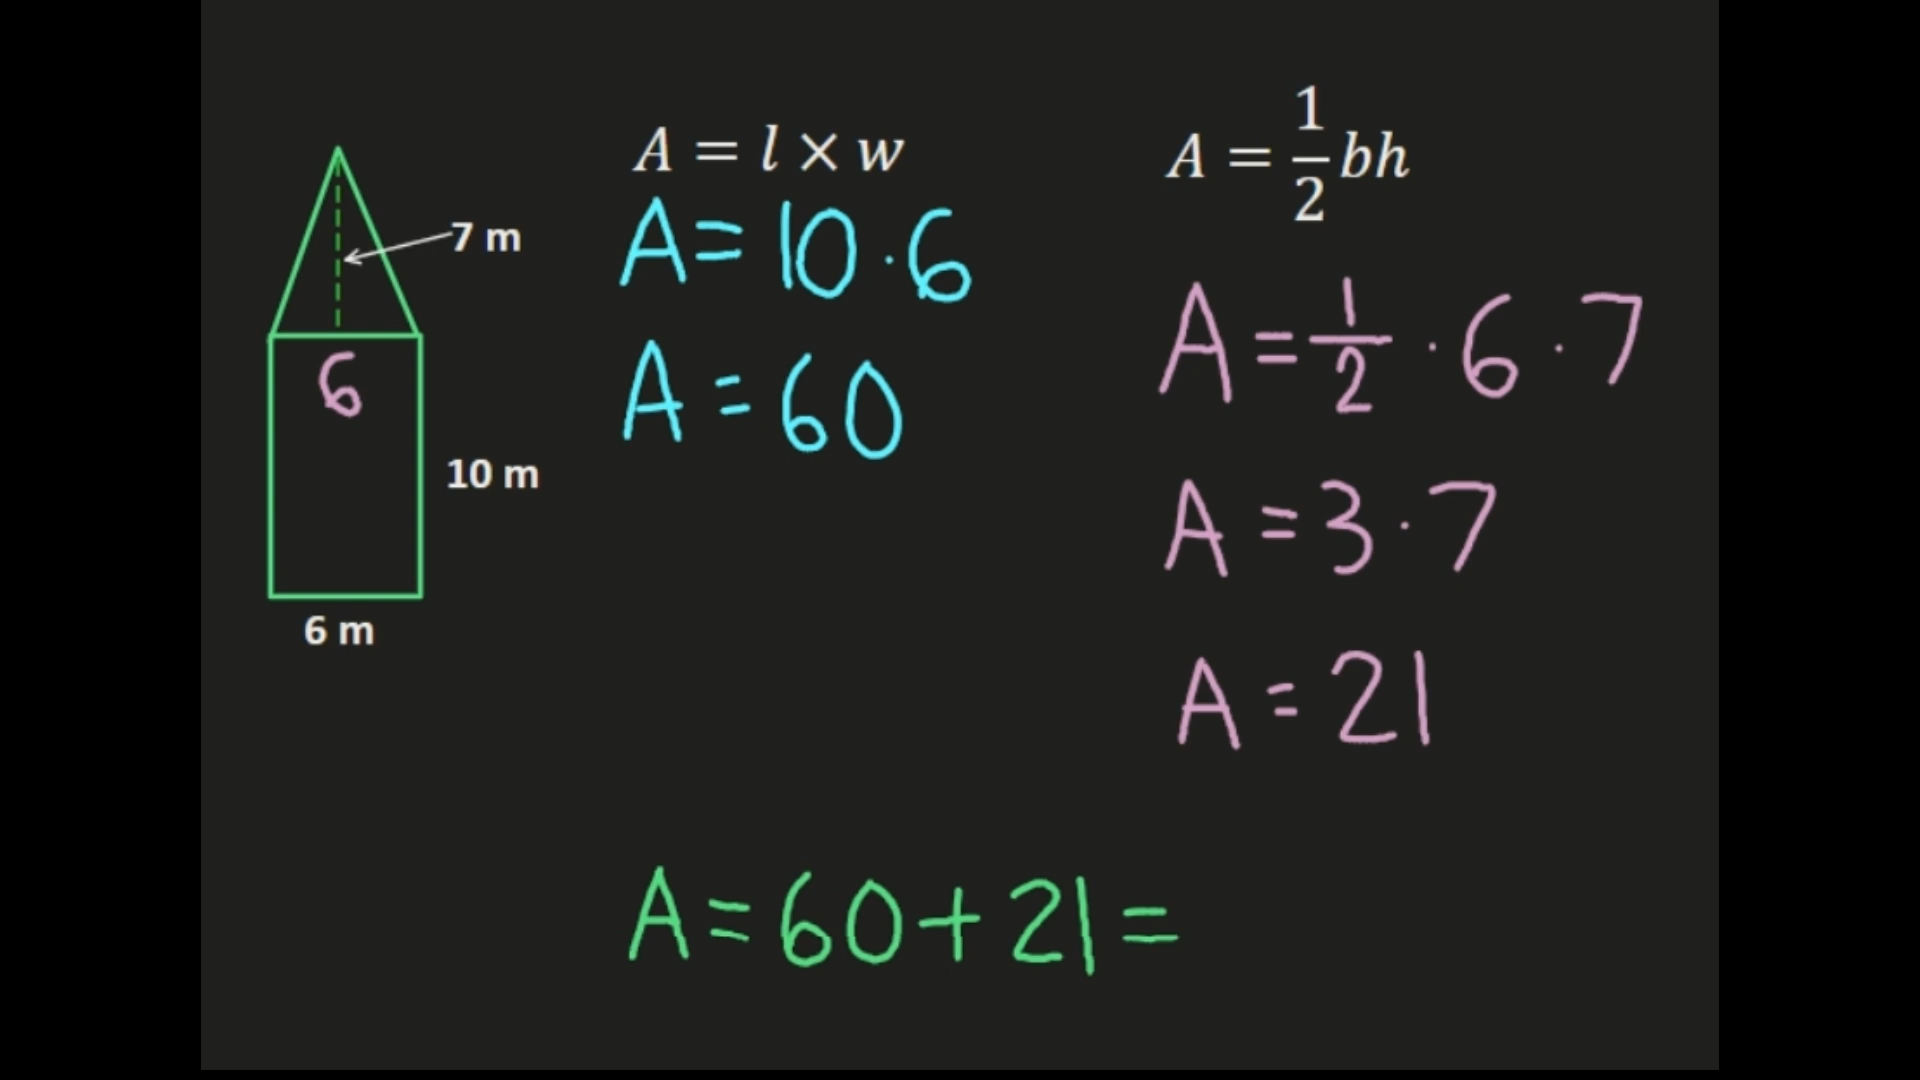 7 m
6
10 m
6 m
A = l × w
A = 10 · 6
A = 60
A = 1/2 bh
A = 1/2 · 6 · 7
A = 3 · 7
A = 21
A = 60 + 21 =